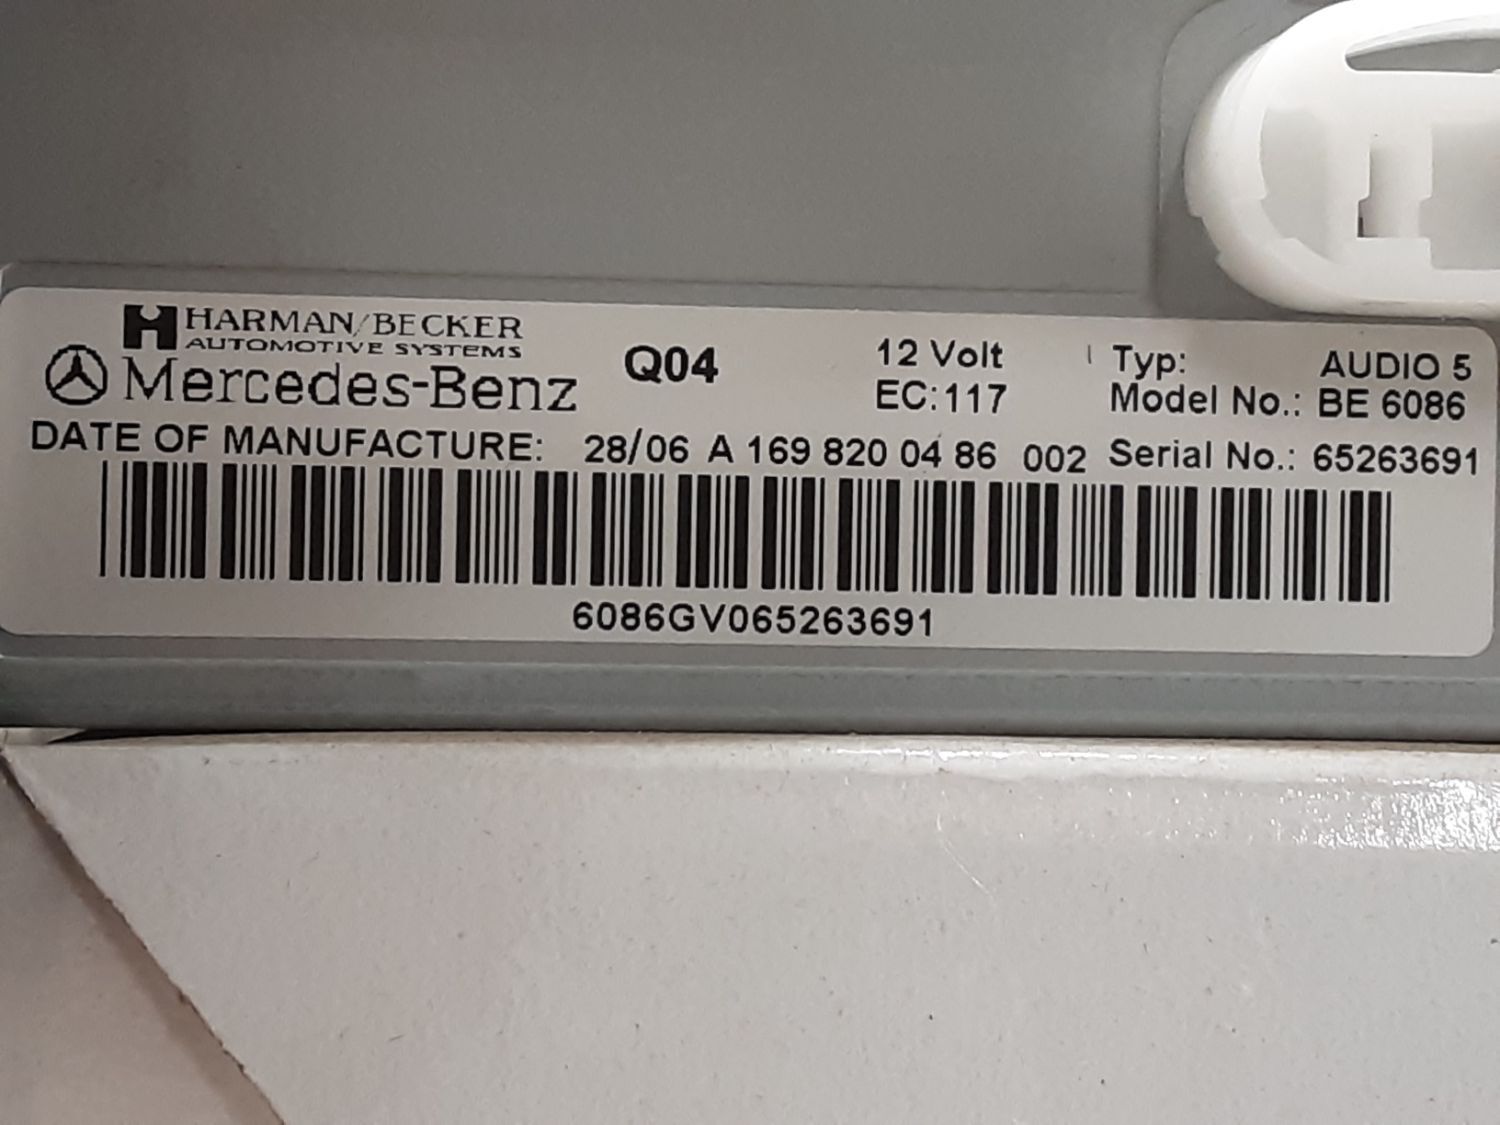 HARMAN/BECKER
AUTOMOTIVE SYSTEMS
Mercedes-Benz
Q04
12 Volt
EC:117
Typ: AUDIO 5
Model No.: BE 6086
DATE OF MANUFACTURE: 28/06 A 169 820 04 86 002 Serial No.: 65263691
6086GV065263691